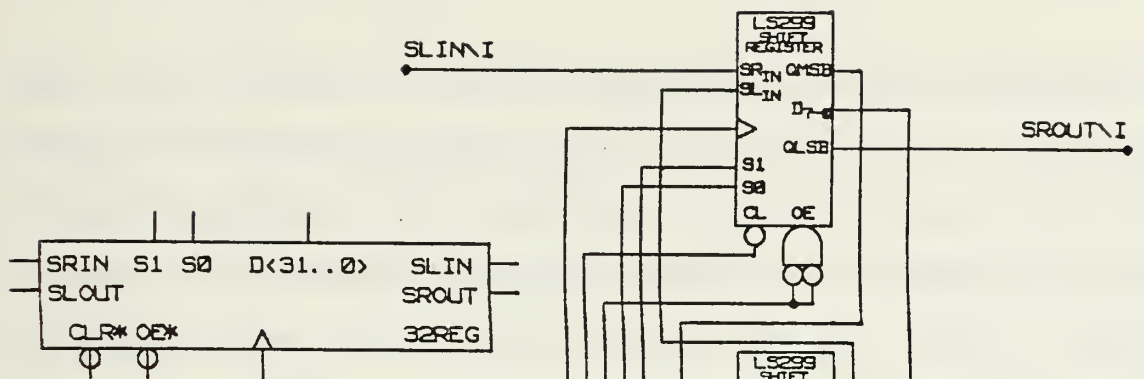 LS299
SHIFT
REGISTER
SLIN\I
SRIN QMSB
SLIN
D7-0
SROUT\I
QLSB
S1
S0
CL OE
SRIN S1 S0 D<31..0> SLIN
SLOUT SROUT
CLR* OE* 32REG
LS299
SHIFT